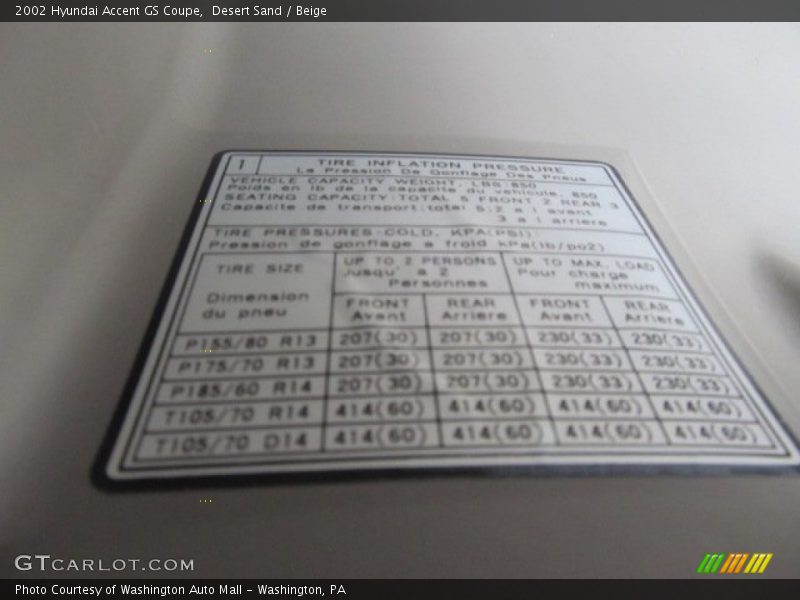 2002 Hyundai Accent GS Coupe, Desert Sand / Beige
1 TIRE INFLATION PRESSURE
La Pression De Gonflage Des Pneus
VEHICLE CAPACITY WEIGHT, LBS:850
Poids en lb de la capacite du vehicule, 850
SEATING CAPACITY:TOTAL 5 FRONT 2 REAR 3
Capacite de transport:total 5,2 a l avant
3 a l arriere
TIRE PRESSURES-COLD, KPA(PSI)
Pression de gonflage a froid kPa(lb/po2)
TIRE SIZE UP TO 2 PERSONS UP TO MAX. LOAD
jusqu' a 2 Pour charge
Personnes maximum
Dimension FRONT REAR FRONT REAR
du pneu Avant Arriere Avant Arriere
P155/80 R13 207(30) 207(30) 230(33) 230(33)
P175/70 R13 207(30) 207(30) 230(33) 230(33)
P185/60 R14 207(30) 207(30) 230(33) 230(33)
T105/70 R14 414(60) 414(60) 414(60) 414(60)
T105/70 D14 414(60) 414(60) 414(60) 414(60)
GTCARLOT.COM
Photo Courtesy of Washington Auto Mall - Washington, PA